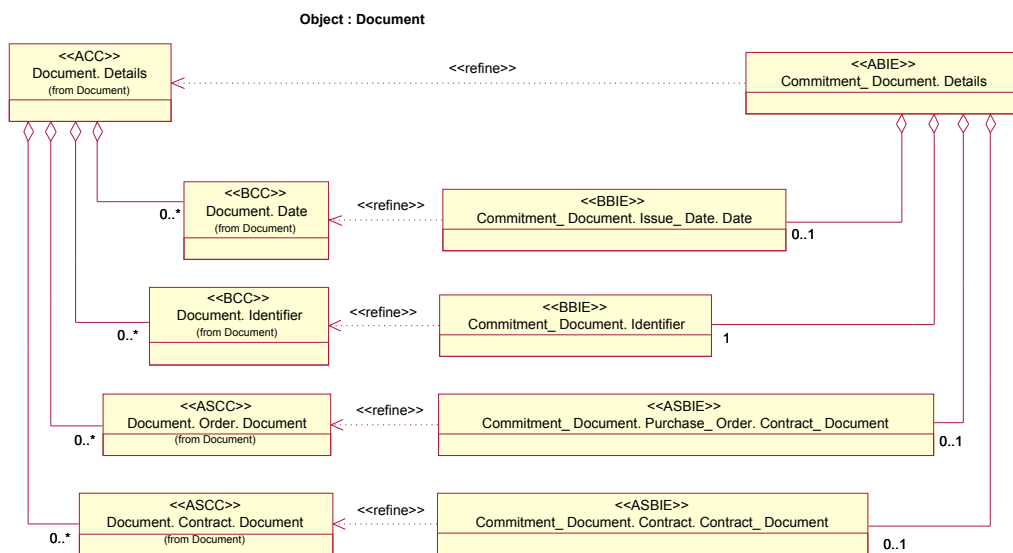 Object : Document
<<ACC>>
Document. Details
(from Document)
<<refine>>
<<ABIE>>
Commitment_ Document. Details
<<BCC>>
Document. Date
(from Document)
0..*
<<refine>>
<<BBIE>>
Commitment_ Document. Issue_ Date. Date
0..1
<<BCC>>
Document. Identifier
(from Document)
0..*
<<refine>>
<<BBIE>>
Commitment_ Document. Identifier
1
<<ASCC>>
Document. Order. Document
(from Document)
0..*
<<refine>>
<<ASBIE>>
Commitment_ Document. Purchase_ Order. Contract_ Document
0..1
<<ASCC>>
Document. Contract. Document
(from Document)
0..*
<<refine>>
<<ASBIE>>
Commitment_ Document. Contract. Contract_ Document
0..1